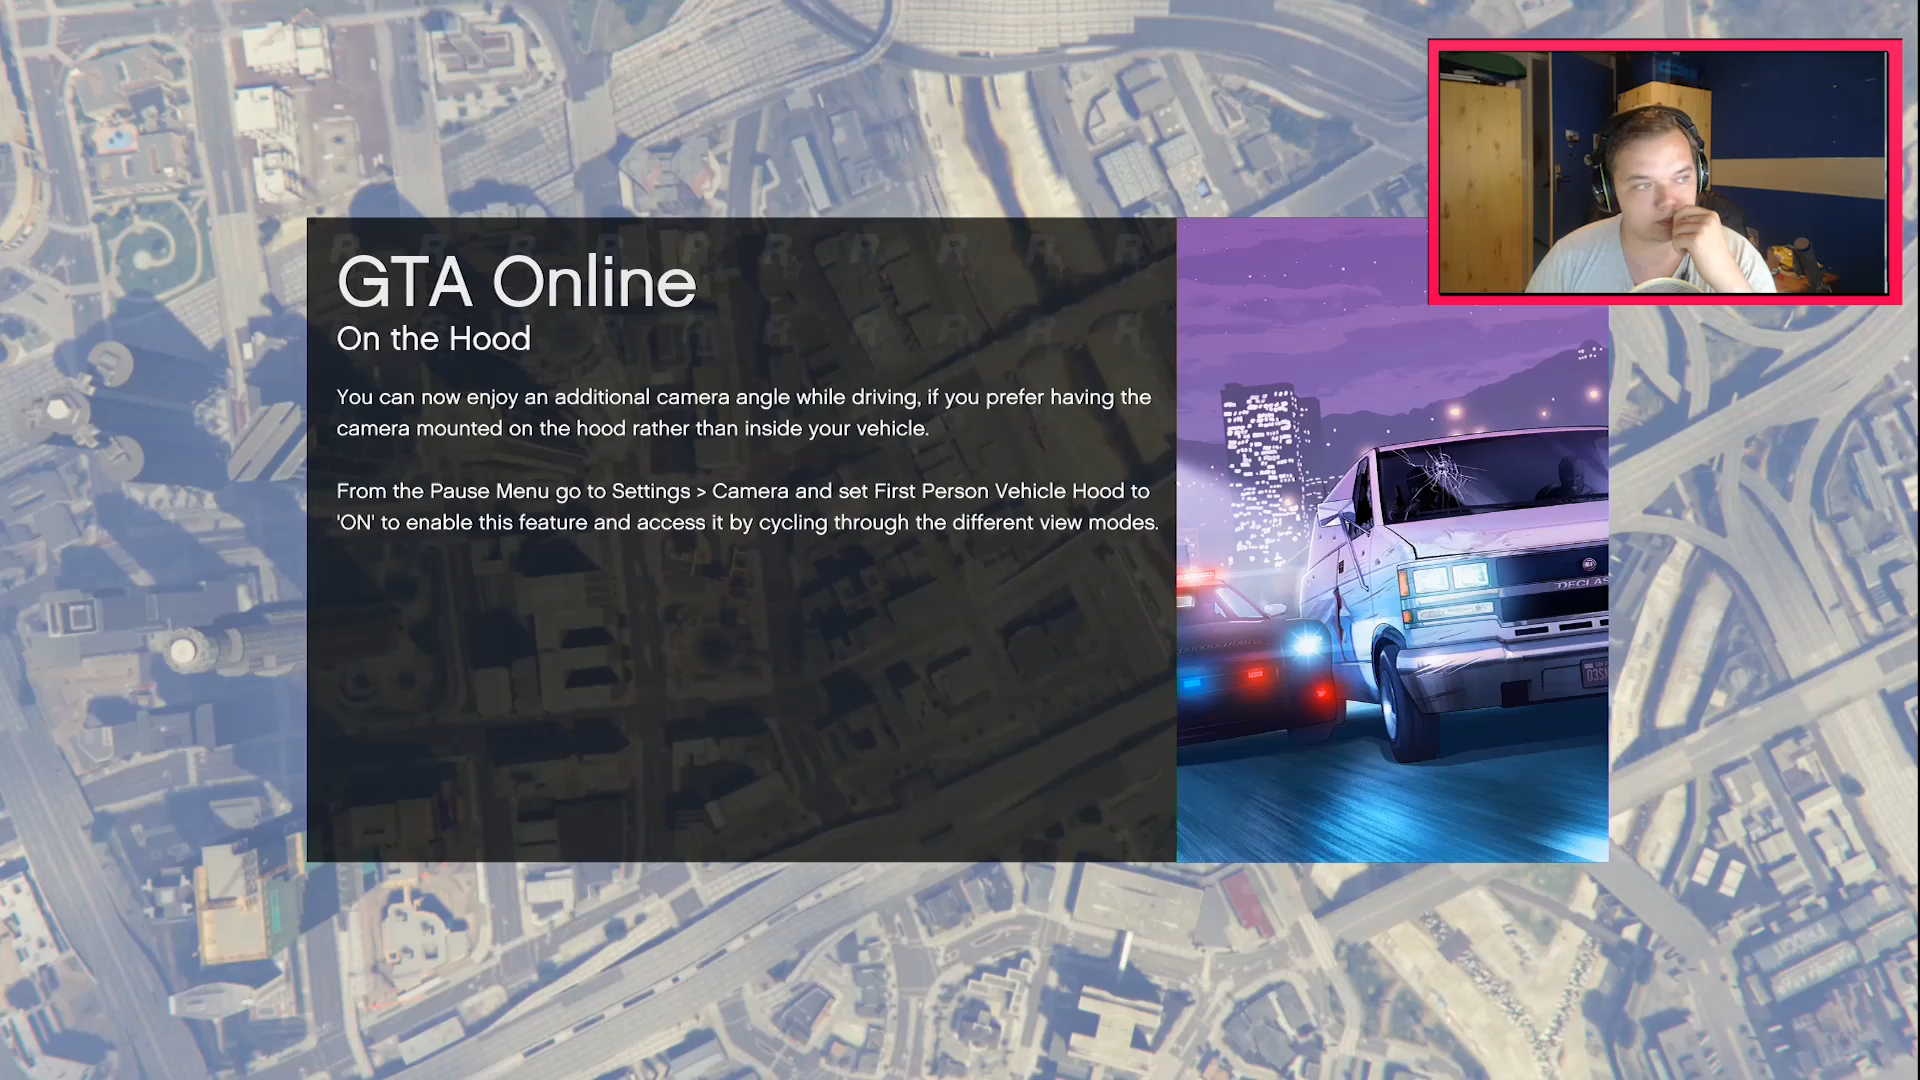 GTA Online
On the Hood
You can now enjoy an additional camera angle while driving, if you prefer having the
camera mounted on the hood rather than inside your vehicle.
From the Pause Menu go to Settings > Camera and set First Person Vehicle Hood to
'ON' to enable this feature and access it by cycling through the different view modes.